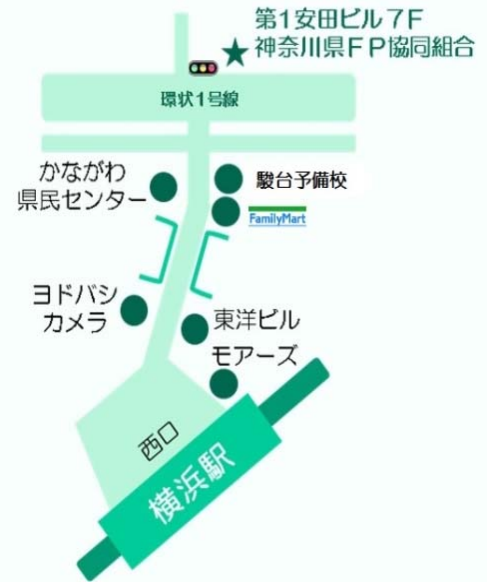 第1安田ビル7F
神奈川県FP協同組合
環状1号線
かながわ
県民センター
駿台予備校
FamilyMart
ヨドバシ
カメラ
東洋ビル
モアーズ
西口
横浜駅